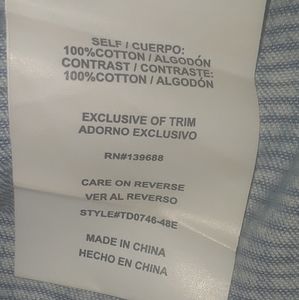 SELF / CUERPO:
100%COTTON / ALGODÓN
CONTRAST / CONTRASTE:
100%COTTON / ALGODÓN
EXCLUSIVE OF TRIM
ADORNO EXCLUSIVO
RN#139688
CARE ON REVERSE
VER AL REVERSO
STYLE#TD0746-48E
MADE IN CHINA
HECHO EN CHINA